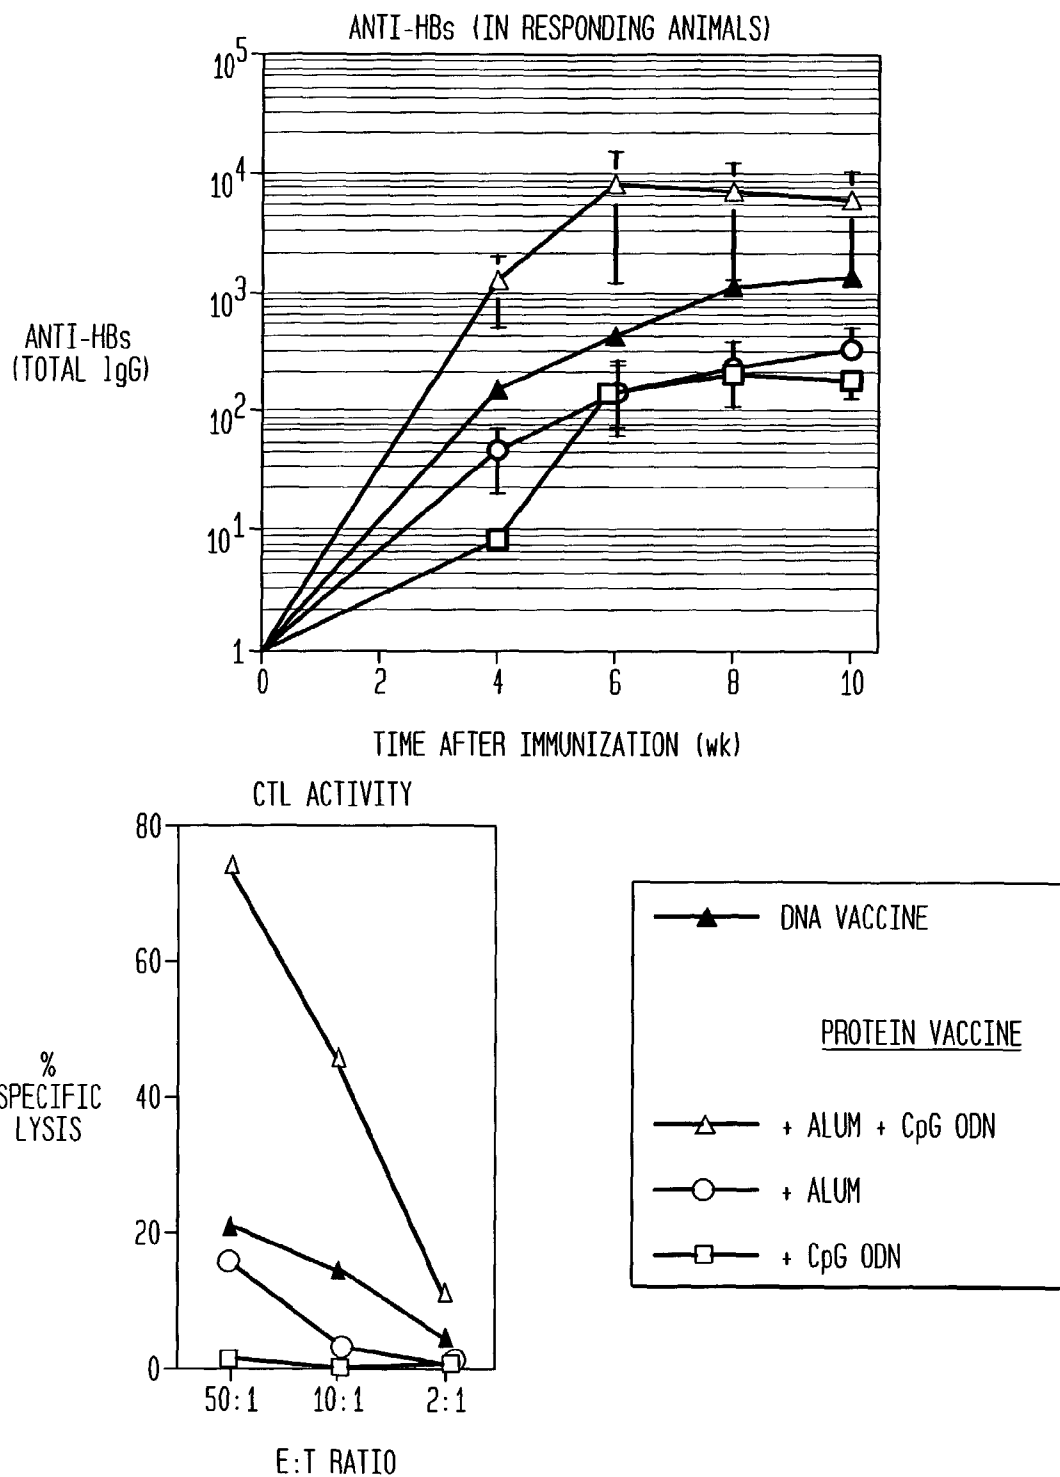 ANTI-HBs (IN RESPONDING ANIMALS)
10^5
10^4
10^3
10^2
10^1
1
ANTI-HBs
(TOTAL lgG)
0 2 4 6 8 10
TIME AFTER IMMUNIZATION (wk)
CTL ACTIVITY
80
60
40
20
0
%
SPECIFIC
LYSIS
50:1 10:1 2:1
E:T RATIO
DNA VACCINE
PROTEIN VACCINE
+ ALUM + CpG ODN
+ ALUM
+ CpG ODN